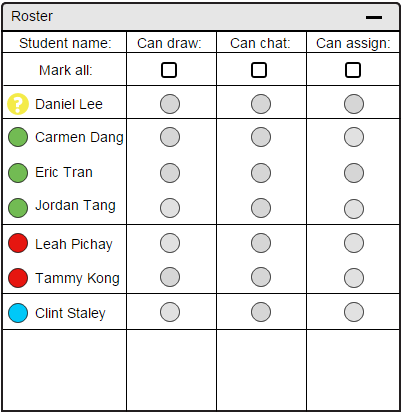 Roster
Student name: Can draw: Can chat: Can assign:
Mark all:
? Daniel Lee
Carmen Dang
Eric Tran
Jordan Tang
Leah Pichay
Tammy Kong
Clint Staley